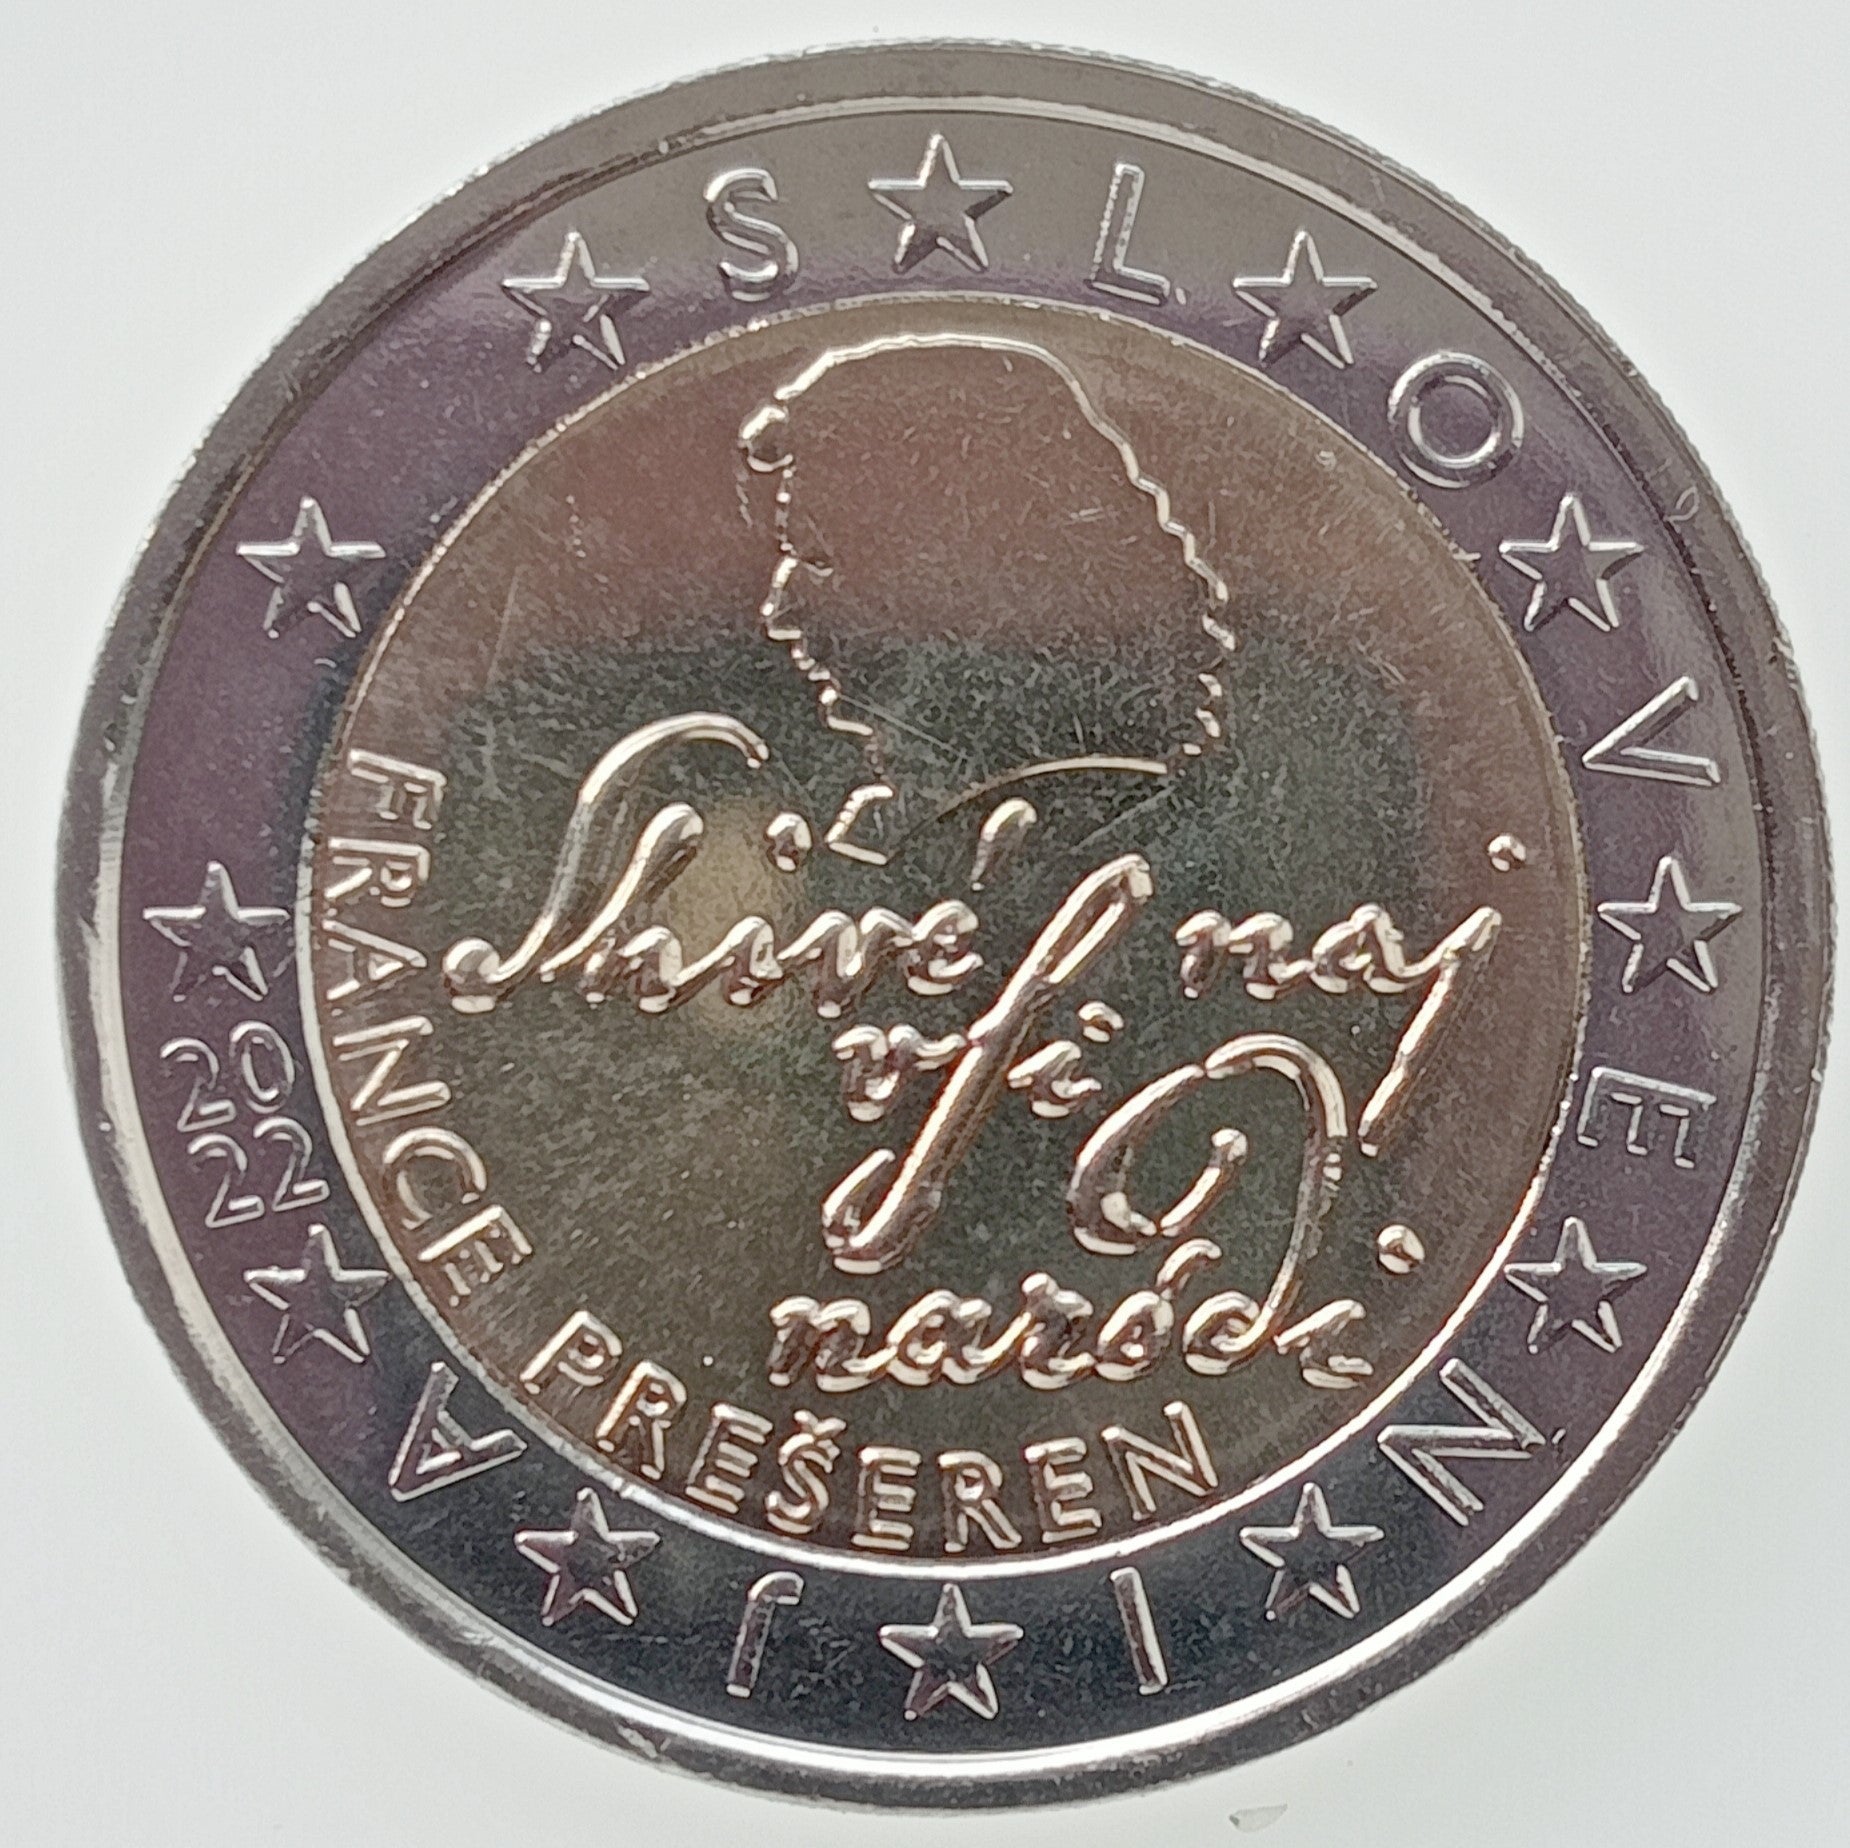 SLOVENIJA
2022
FRANCE PREŠEREN
Shivé naj
vſi
naródi